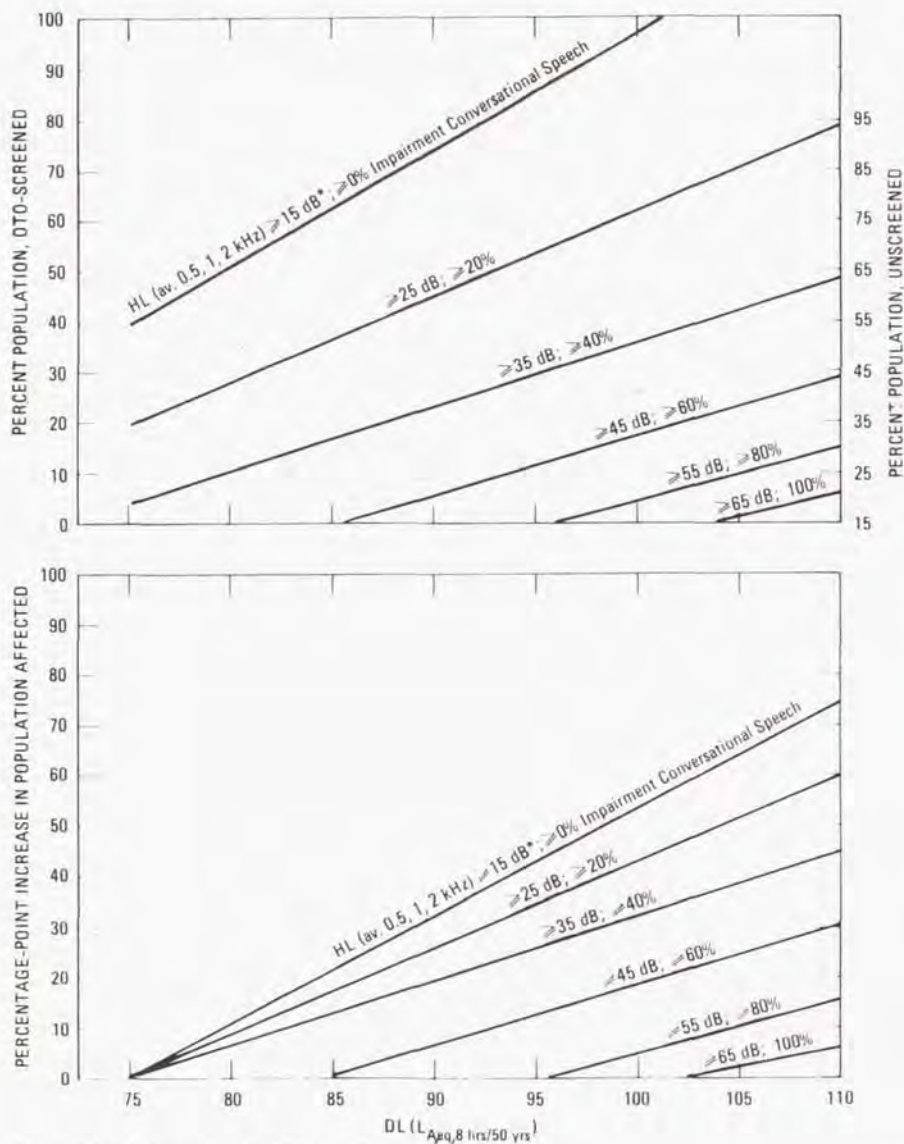 100
90
80
70
60
50
40
30
20
10
0
PERCENT POPULATION, OTO-SCREENED
HL (av. 0.5, 1, 2 kHz) ⩾15 dB*; ⩾0% Impairment Conversational Speech
⩾25 dB; ⩾20%
⩾35 dB; ⩾40%
⩾45 dB; ⩾60%
⩾55 dB; ⩾80%
⩾65 dB; 100%
95
85
75
65
55
45
35
25
15
PERCENT POPULATION, UNSCREENED
100
90
80
70
60
50
40
30
20
10
0
PERCENTAGE-POINT INCREASE IN POPULATION AFFECTED
HL (av. 0.5, 1, 2 kHz) ⩾15 dB*; ⩾0% Impairment Conversational Speech
⩾25 dB; ⩾20%
⩾35 dB; ⩾40%
⩾45 dB; ⩾60%
⩾55 dB; ⩾80%
⩾65 dB; 100%
75 80 85 90 95 100 105 110
DL (LAeq,8 hrs/50 yrs)